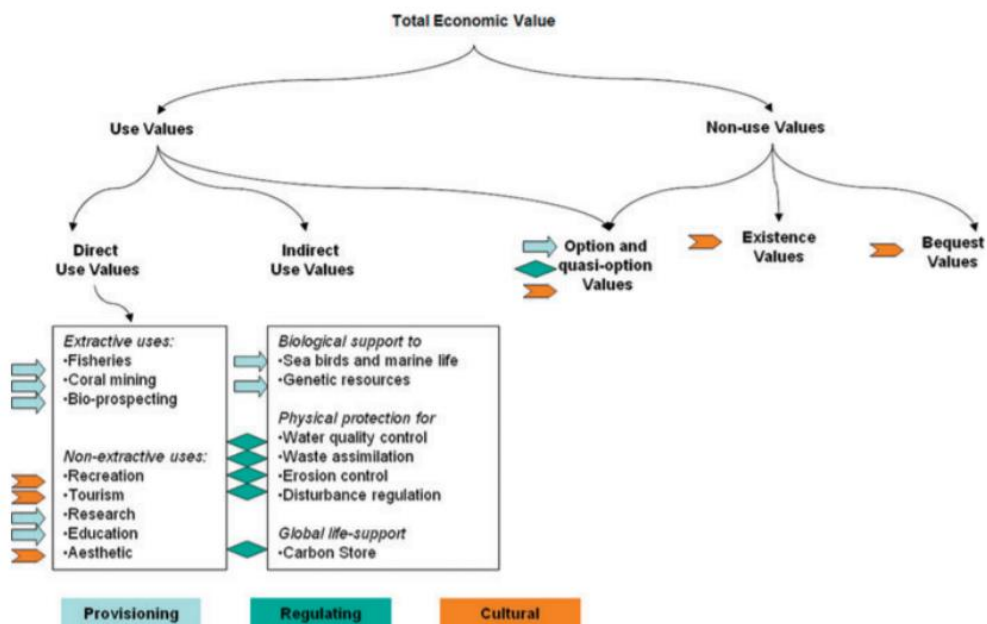 Total Economic Value
Use Values
Non-use Values
Direct
Use Values
Indirect
Use Values
Option and
quasi-option
Values
Existence
Values
Bequest
Values
Extractive uses:
•Fisheries
•Coral mining
•Bio-prospecting
Non-extractive uses:
•Recreation
•Tourism
•Research
•Education
•Aesthetic
Biological support to
•Sea birds and marine life
•Genetic resources
Physical protection for
•Water quality control
•Waste assimilation
•Erosion control
•Disturbance regulation
Global life-support
•Carbon Store
Provisioning
Regulating
Cultural